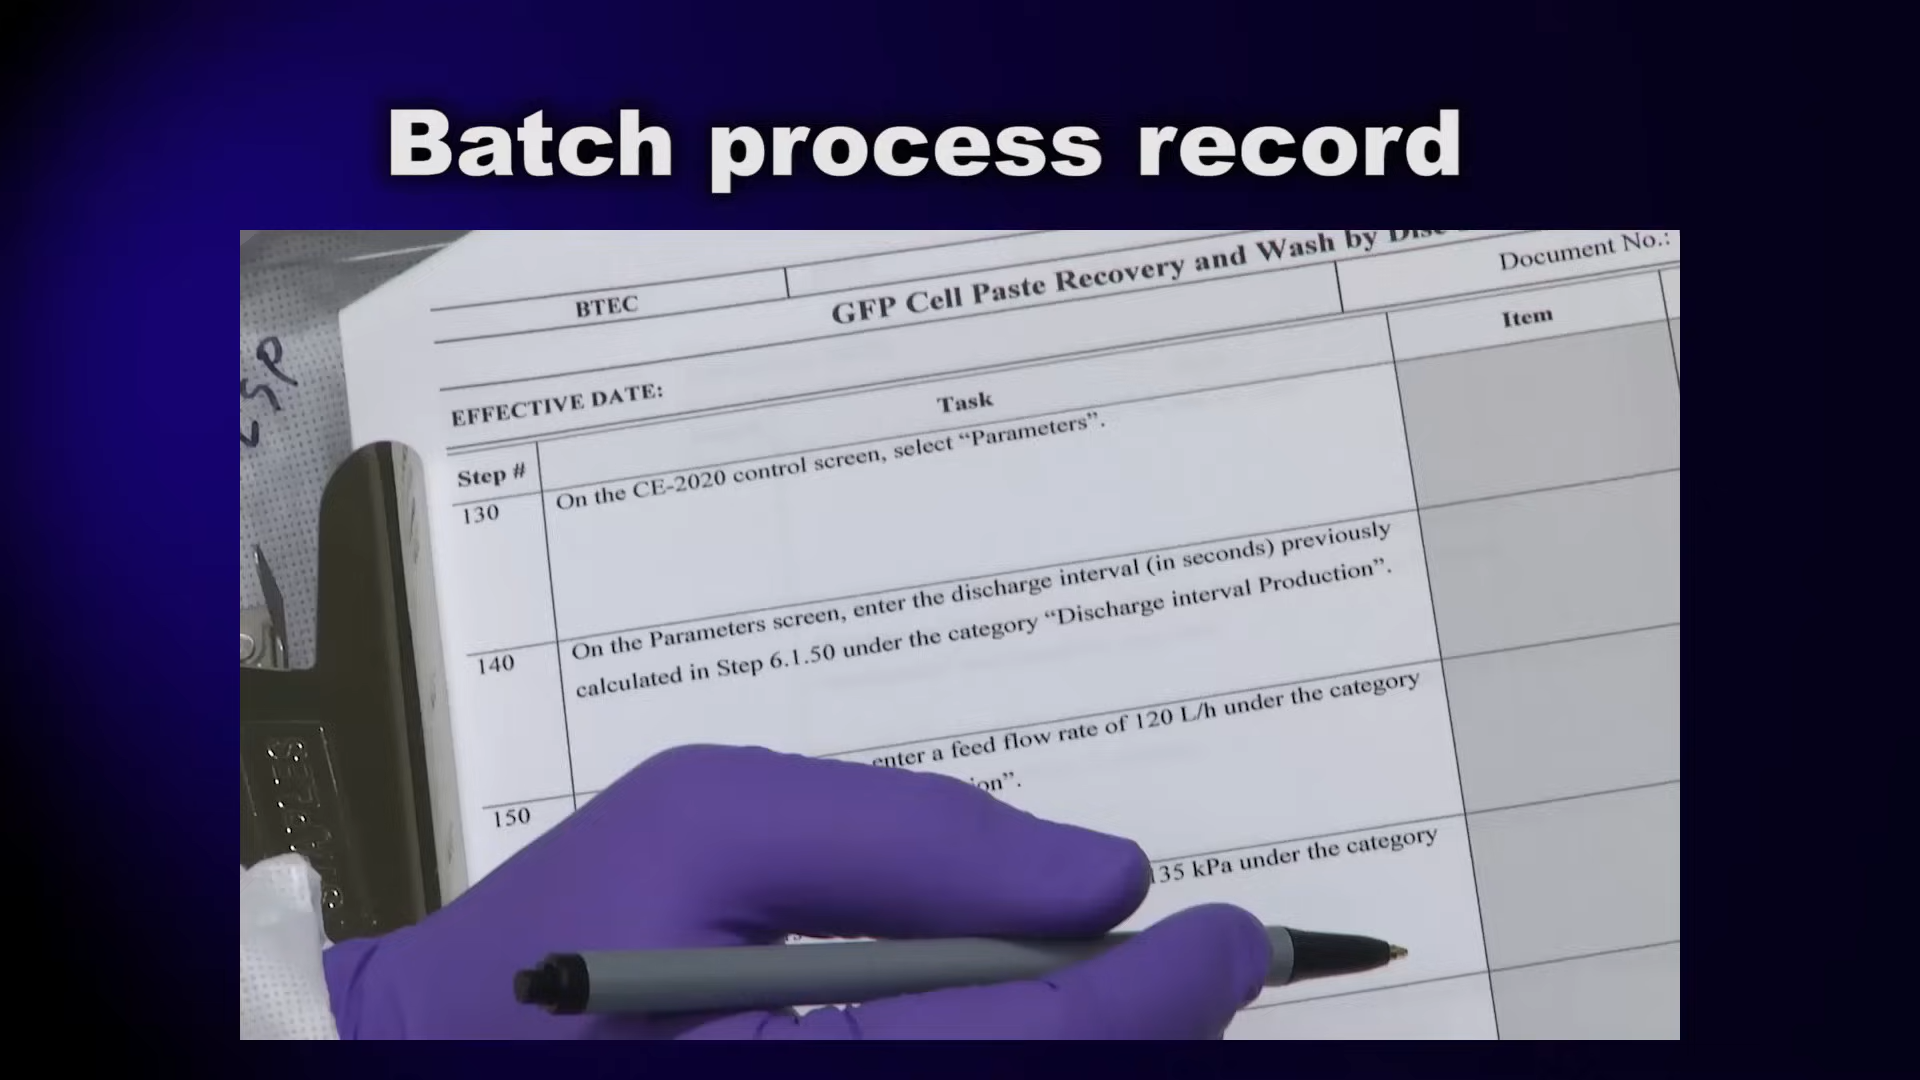 Batch process record
BTEC
GFP Cell Paste Recovery and Wash by Disc
Document No.:
EFFECTIVE DATE:
Step #
Task
Item
130
On the CE-2020 control screen, select “Parameters”.
140
On the Parameters screen, enter the discharge interval (in seconds) previously
calculated in Step 6.1.50 under the category “Discharge interval Production”.
150
enter a feed flow rate of 120 L/h under the category
135 kPa under the category